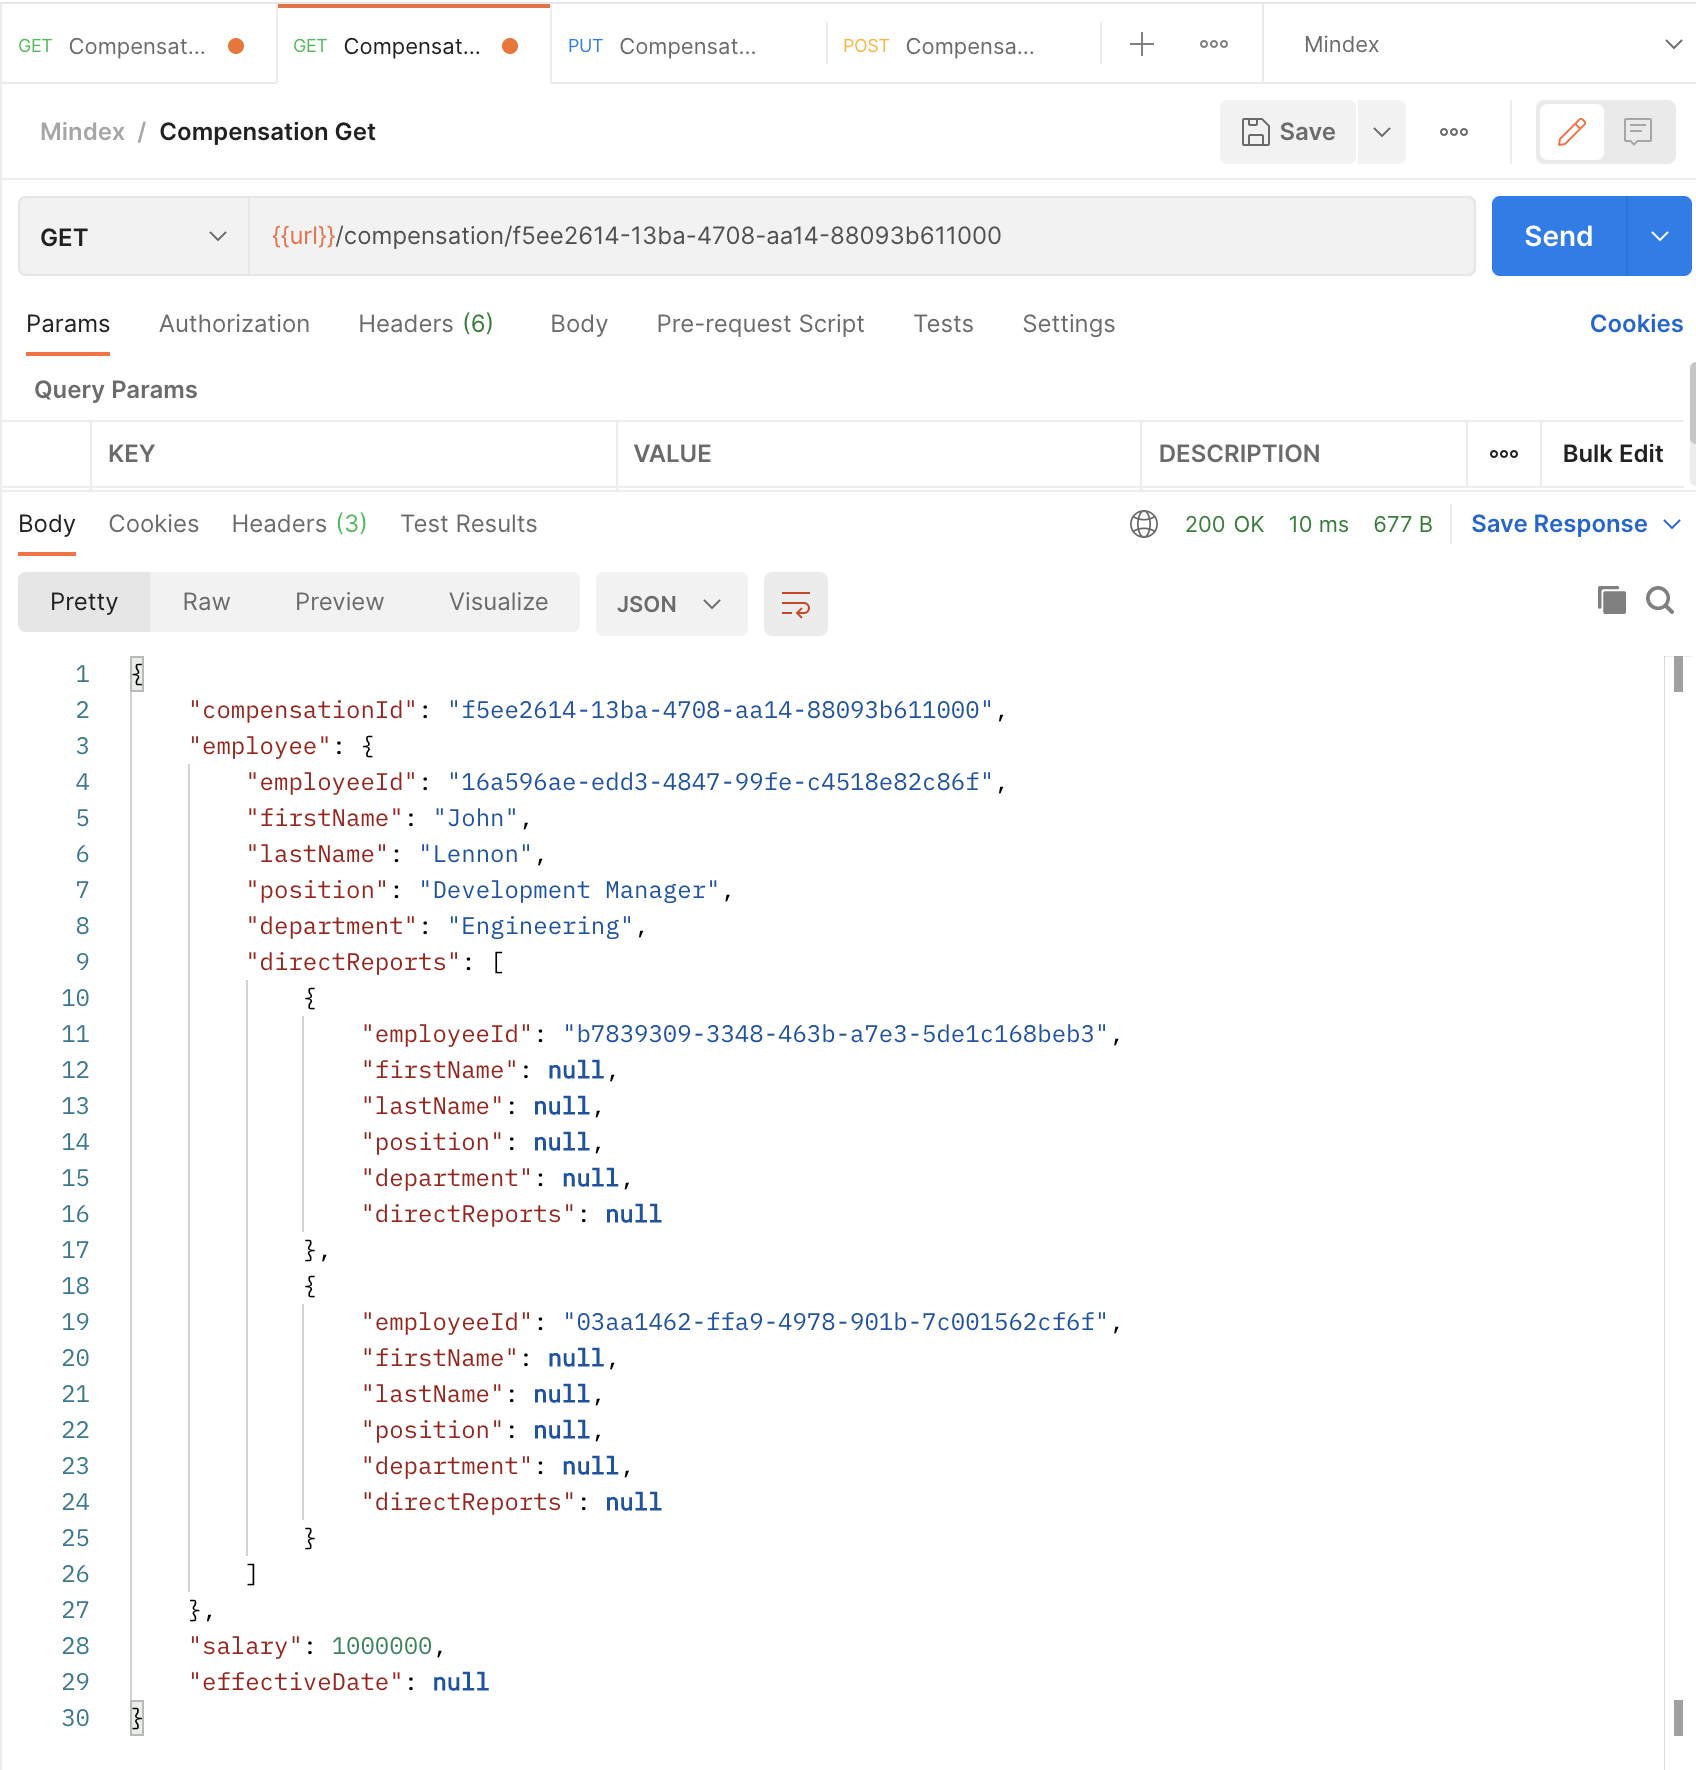 GET Compensat... GET Compensat... PUT Compensat... POST Compensa... Mindex
Mindex / Compensation Get Save
GET {{url}}/compensation/f5ee2614-13ba-4708-aa14-88093b611000 Send
Params Authorization Headers (6) Body Pre-request Script Tests Settings Cookies
Query Params
KEY VALUE DESCRIPTION Bulk Edit
Body Cookies Headers (3) Test Results 200 OK 10 ms 677 B Save Response
Pretty Raw Preview Visualize JSON
1 {
2 "compensationId": "f5ee2614-13ba-4708-aa14-88093b611000",
3 "employee": {
4 "employeeId": "16a596ae-edd3-4847-99fe-c4518e82c86f",
5 "firstName": "John",
6 "lastName": "Lennon",
7 "position": "Development Manager",
8 "department": "Engineering",
9 "directReports": [
10 {
11 "employeeId": "b7839309-3348-463b-a7e3-5de1c168beb3",
12 "firstName": null,
13 "lastName": null,
14 "position": null,
15 "department": null,
16 "directReports": null
17 },
18 {
19 "employeeId": "03aa1462-ffa9-4978-901b-7c001562cf6f",
20 "firstName": null,
21 "lastName": null,
22 "position": null,
23 "department": null,
24 "directReports": null
25 }
26 ]
27 },
28 "salary": 1000000,
29 "effectiveDate": null
30 }